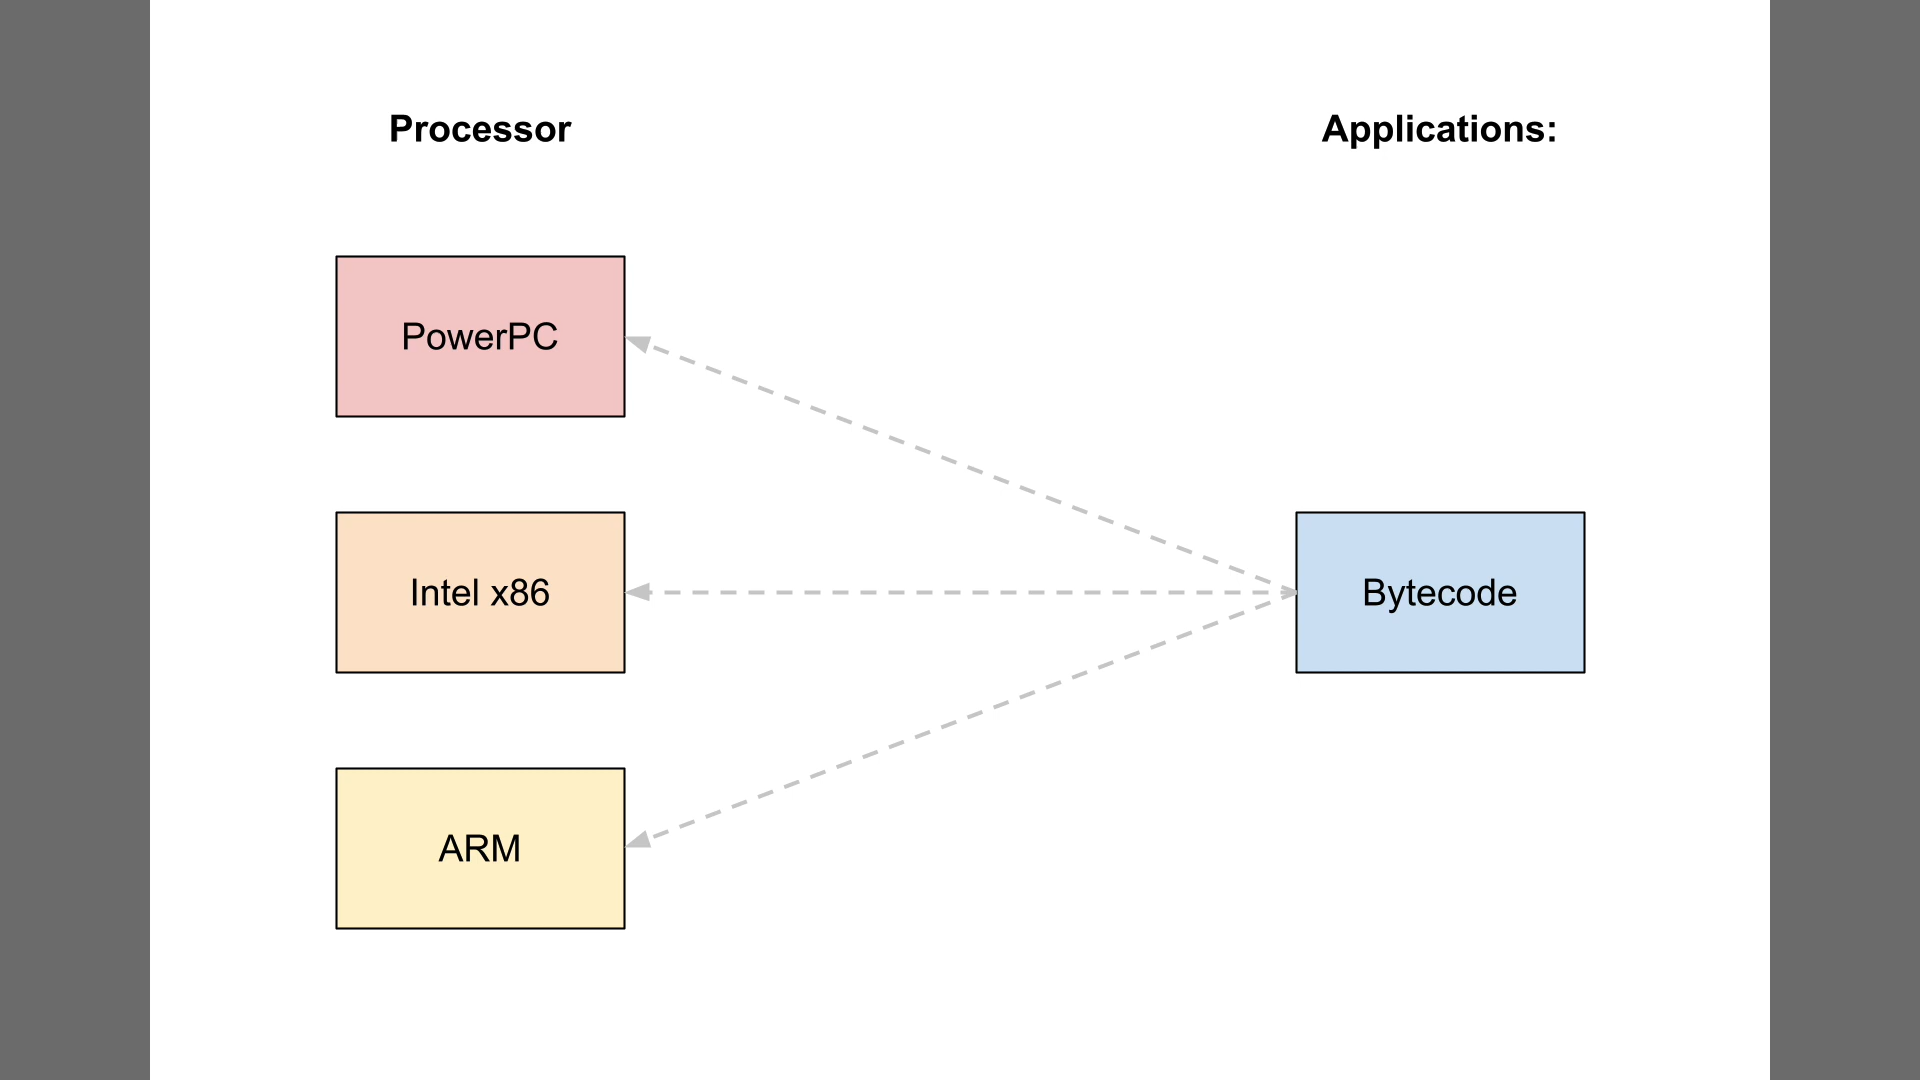 Processor
Applications:
PowerPC
Intel x86
Bytecode
ARM